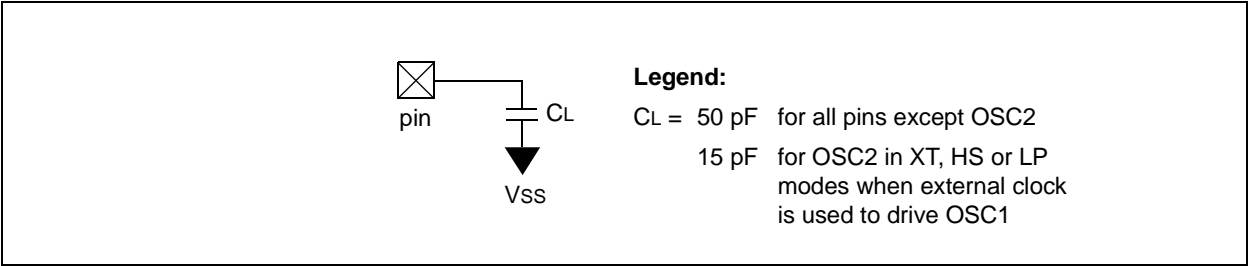 Legend:
pin
CL
VSS
CL = 50 pF for all pins except OSC2
15 pF for OSC2 in XT, HS or LP
modes when external clock
is used to drive OSC1